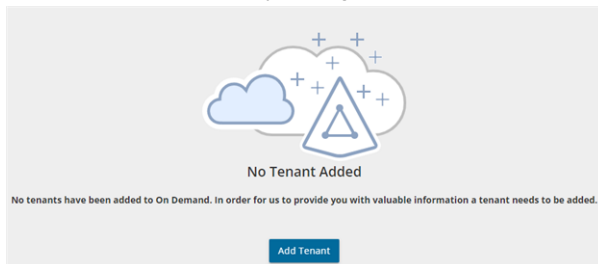 No Tenant Added
No tenants have been added to On Demand. In order for us to provide you with valuable information a tenant needs to be added.
Add Tenant